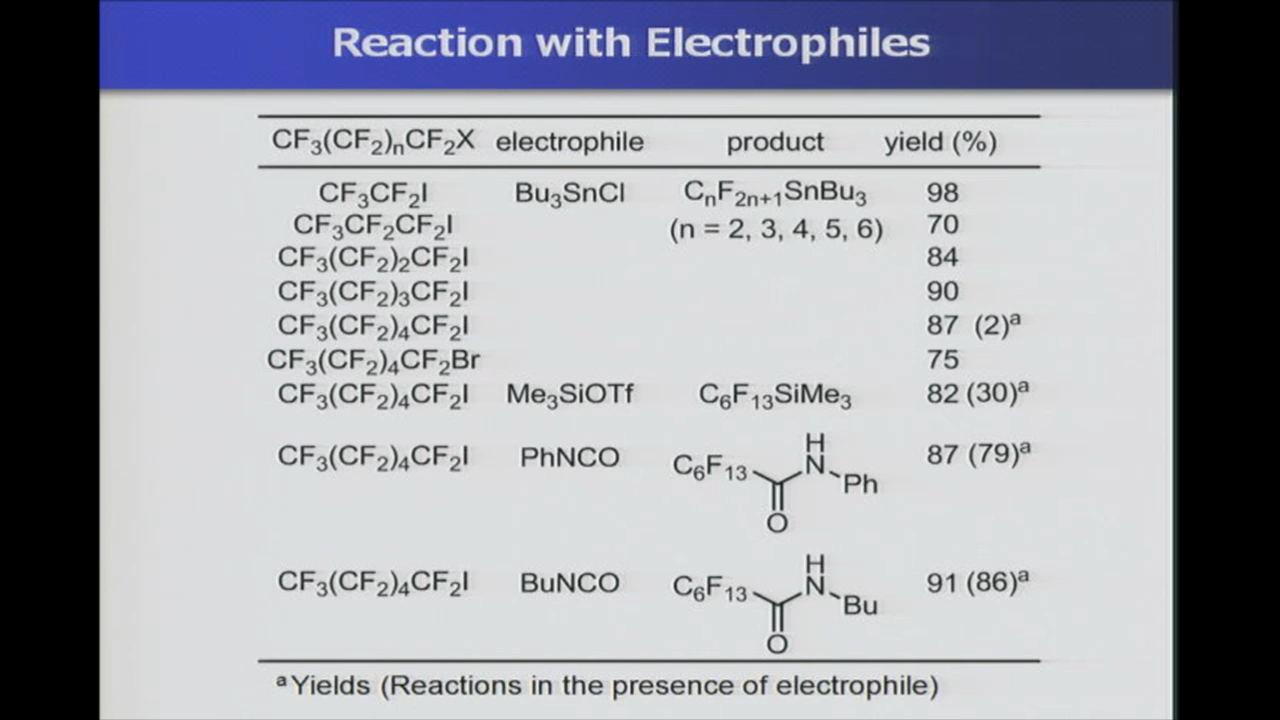 Reaction with Electrophiles
CF₃(CF₂)ₙCF₂X electrophile product yield (%)
CF₃CF₂I Bu₃SnCl CₙF₂ₙ₊₁SnBu₃ 98
CF₃CF₂CF₂I (n = 2, 3, 4, 5, 6) 70
CF₃(CF₂)₂CF₂I 84
CF₃(CF₂)₃CF₂I 90
CF₃(CF₂)₄CF₂I 87 (2)ᵃ
CF₃(CF₂)₄CF₂Br 75
CF₃(CF₂)₄CF₂I Me₃SiOTf C₆F₁₃SiMe₃ 82 (30)ᵃ
CF₃(CF₂)₄CF₂I PhNCO C₆F₁₃ H N Ph O 87 (79)ᵃ
CF₃(CF₂)₄CF₂I BuNCO C₆F₁₃ H N Bu O 91 (86)ᵃ
ᵃ Yields (Reactions in the presence of electrophile)